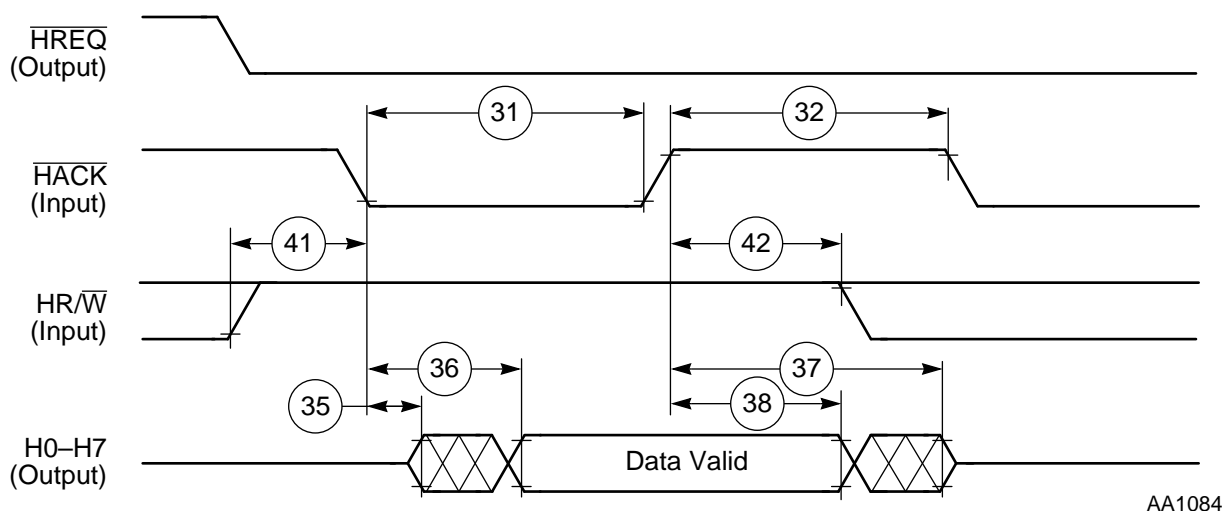 HREQ
(Output)
31
32
HACK
(Input)
41
42
HR/W
(Input)
36
37
35
38
H0–H7
(Output)
Data Valid
AA1084